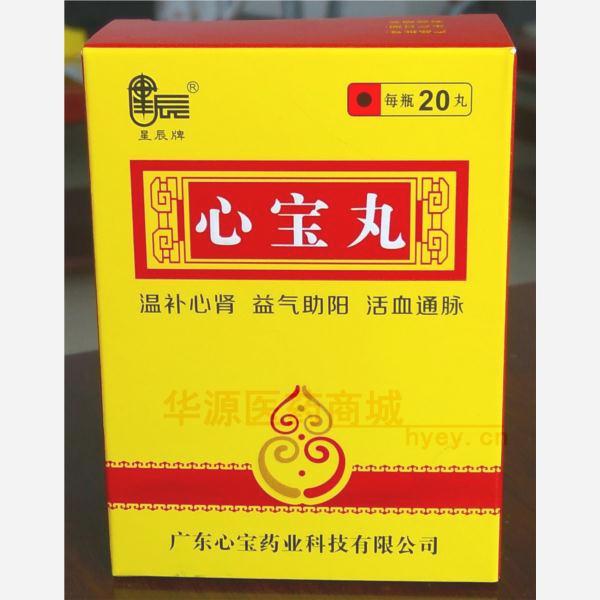 ®
星辰牌
每瓶20丸
心宝丸
温补心肾 益气助阳 活血通脉
华源医药商城
hyey.cn
广东心宝药业科技有限公司